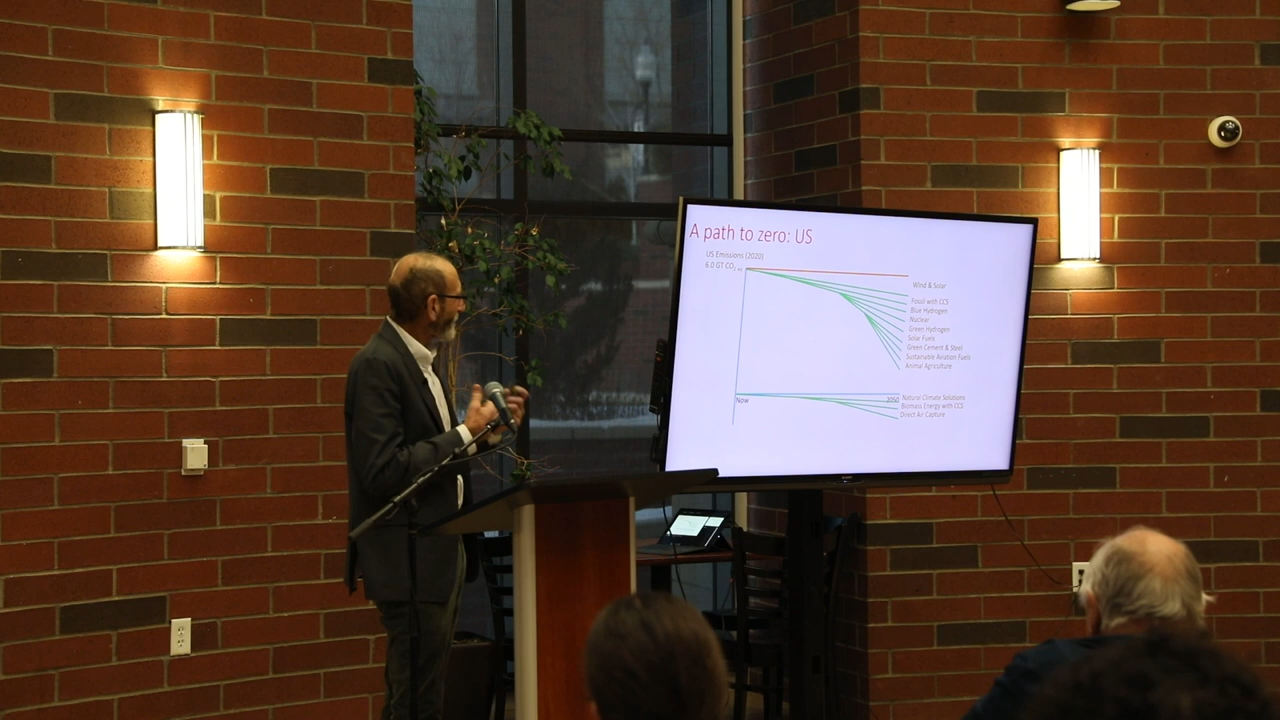 A path to zero: US
US Emissions (2020)
6.0 GT CO2
Wind & Solar
Fossil with CCS
Blue Hydrogen
Nuclear
Green Hydrogen
Solar Fuels
Green Cement & Steel
Sustainable Aviation Fuels
Animal Agriculture
Now
2050
Natural Climate Solutions
Biomass Energy with CCS
Direct Air Capture